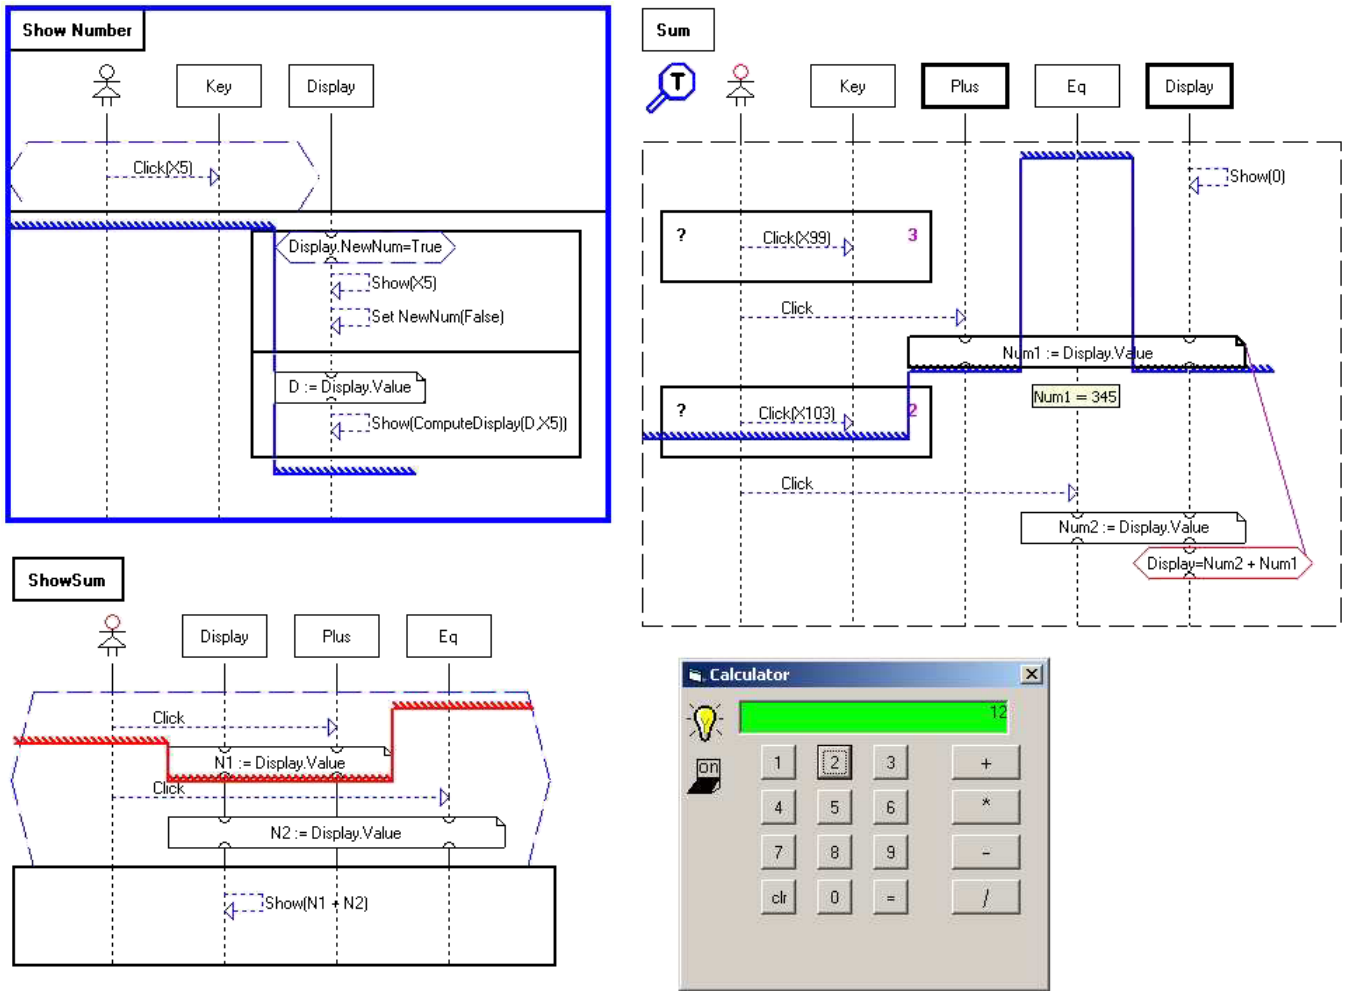 Show Number
Key
Display
Click(X5)
Display.NewNum=True
Show(X5)
Set NewNum(False)
D := Display.Value
Show(ComputeDisplay(D,X5))
Sum
T
Key
Plus
Eq
Display
Show(0)
?
Click(X99)
3
Click
Num1 := Display.Value
Num1 = 345
?
Click(X103)
2
Click
Num2 := Display.Value
Display=Num2 + Num1
ShowSum
Display
Plus
Eq
Click
N1 := Display.Value
Click
N2 := Display.Value
Show(N1 + N2)
Calculator
12
on
1 2 3 +
4 5 6 *
7 8 9 -
clr 0 = /